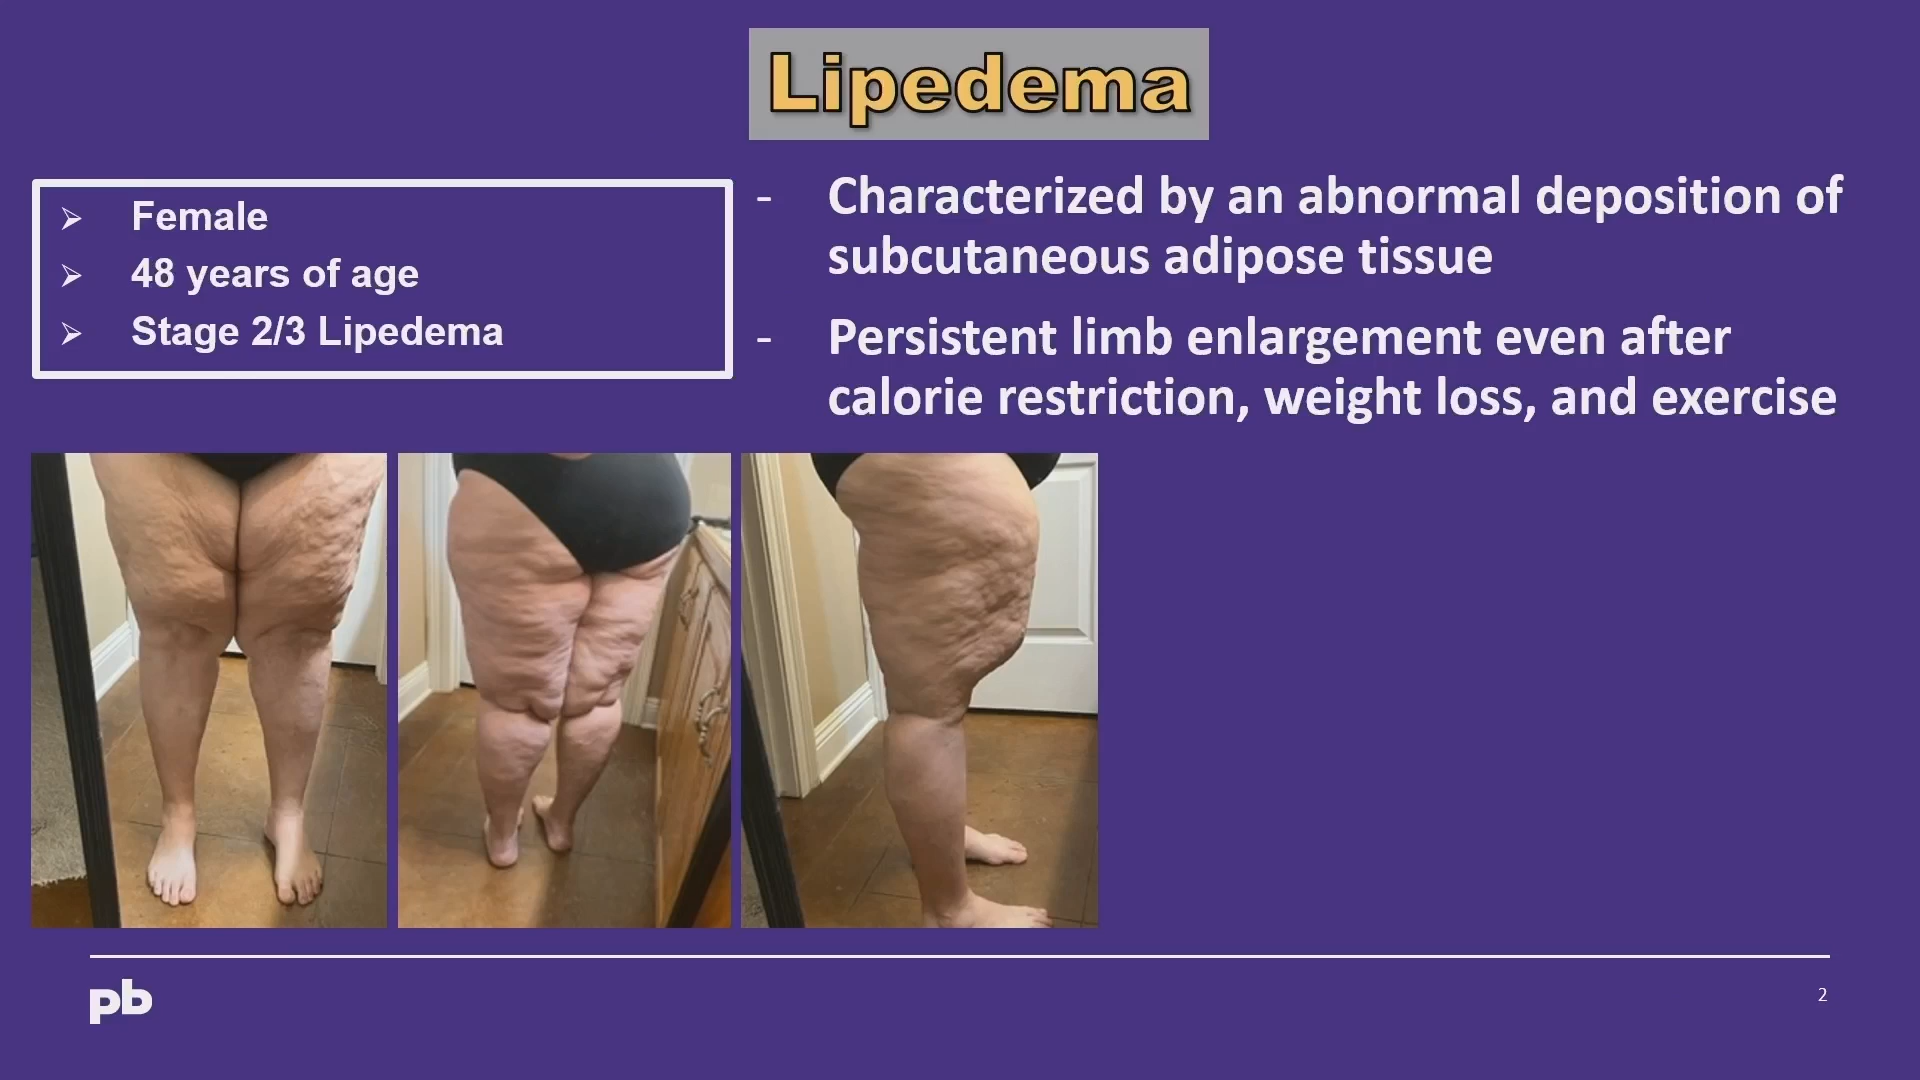 Lipedema
➢ Female
➢ 48 years of age
➢ Stage 2/3 Lipedema
- Characterized by an abnormal deposition of
subcutaneous adipose tissue
- Persistent limb enlargement even after
calorie restriction, weight loss, and exercise
pb
2